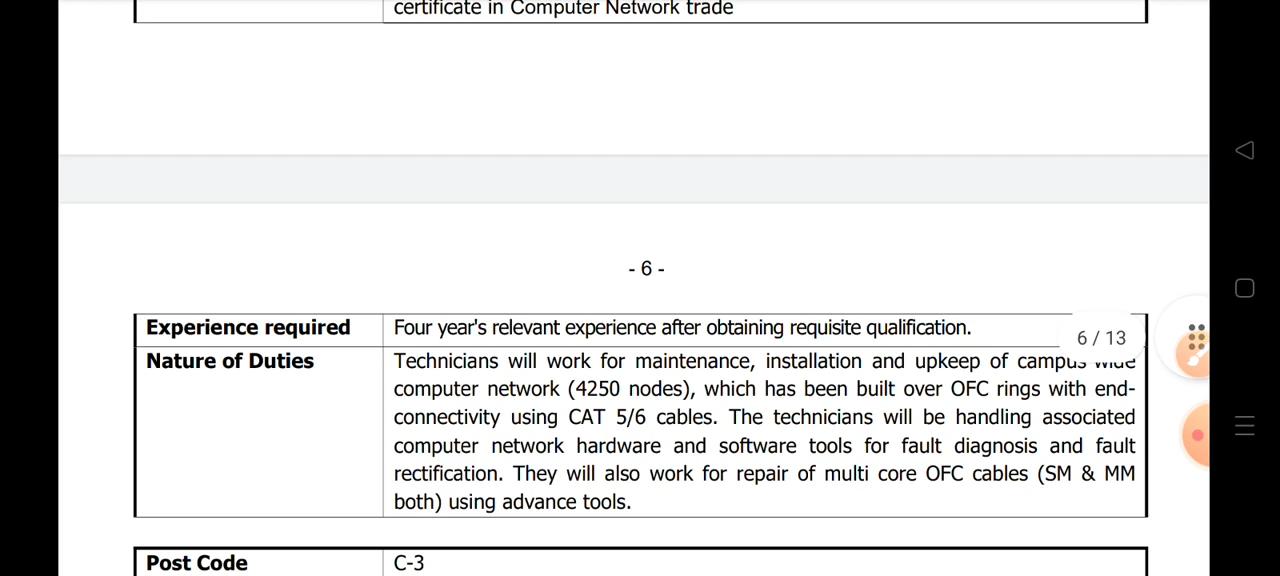 certificate in Computer Network trade
- 6 -
Experience required Four year's relevant experience after obtaining requisite qualification.
6 / 13
Nature of Duties Technicians will work for maintenance, installation and upkeep of campus wide
computer network (4250 nodes), which has been built over OFC rings with end-
connectivity using CAT 5/6 cables. The technicians will be handling associated
computer network hardware and software tools for fault diagnosis and fault
rectification. They will also work for repair of multi core OFC cables (SM & MM
both) using advance tools.
Post Code C-3